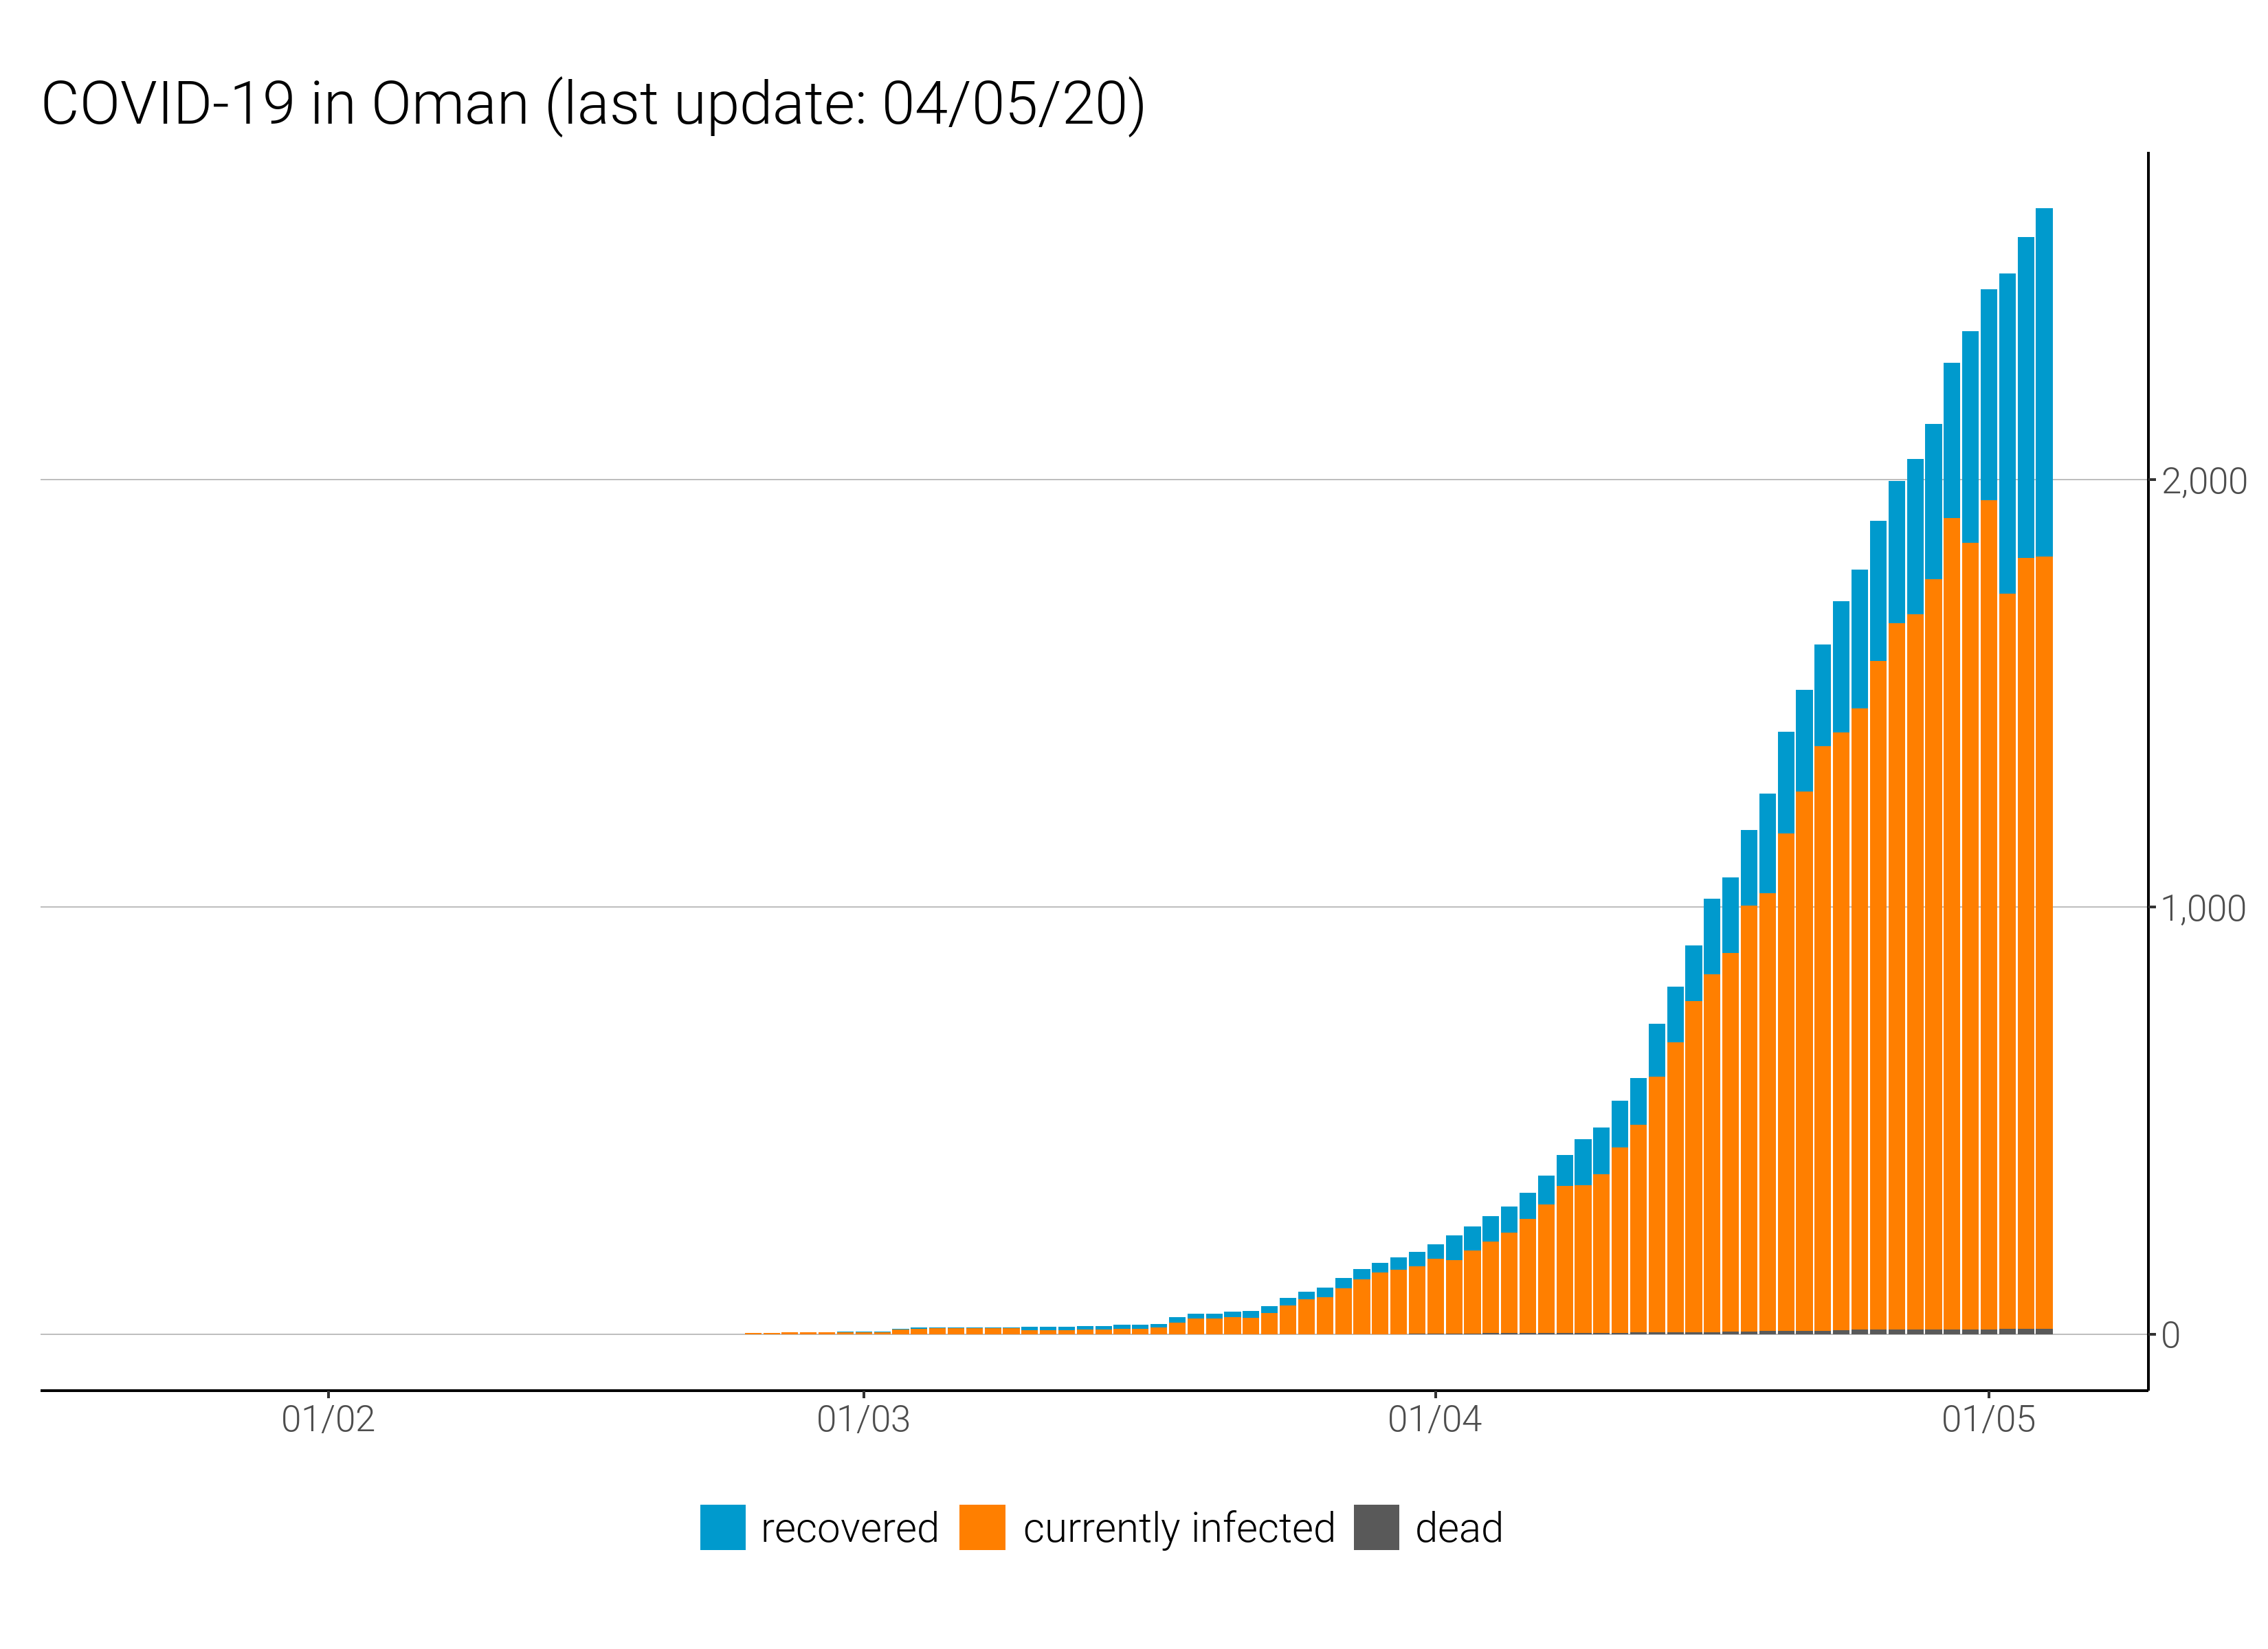 COVID-19 in Oman (last update: 04/05/20)
2,000
1,000
0
01/02 01/03 01/04 01/05
recovered currently infected dead